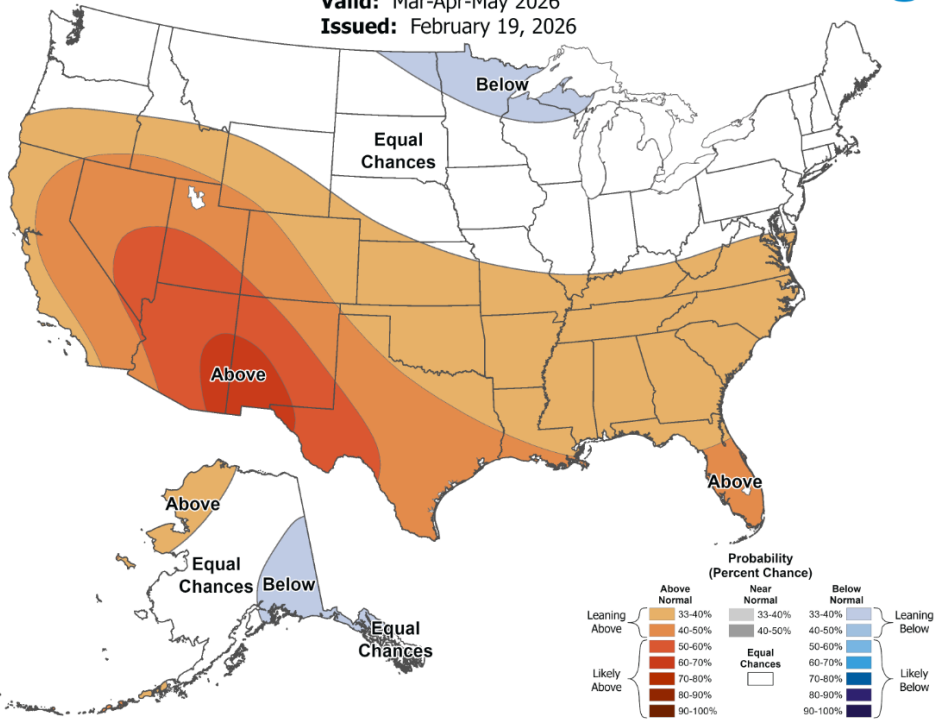 Valid: Mar-Apr-May 2026
Issued: February 19, 2026
Below
Equal
Chances
Above
Above
Above
Equal
Chances
Below
Equal
Chances
Probability
(Percent Chance)
Above
Normal
Near
Normal
Below
Normal
Leaning
Above
33-40%
33-40%
33-40%
Leaning
Below
40-50%
40-50%
40-50%
Likely
Above
50-60%
Equal
Chances
50-60%
Likely
Below
60-70%
60-70%
70-80%
70-80%
80-90%
80-90%
90-100%
90-100%